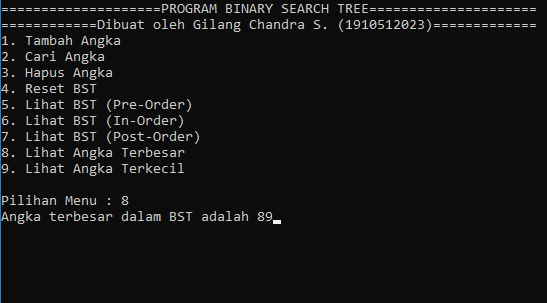 ====================PROGRAM BINARY SEARCH TREE=====================
============Dibuat oleh Gilang Chandra S. (1910512023)=============
1. Tambah Angka
2. Cari Angka
3. Hapus Angka
4. Reset BST
5. Lihat BST (Pre-Order)
6. Lihat BST (In-Order)
7. Lihat BST (Post-Order)
8. Lihat Angka Terbesar
9. Lihat Angka Terkecil
Pilihan Menu : 8
Angka terbesar dalam BST adalah 89